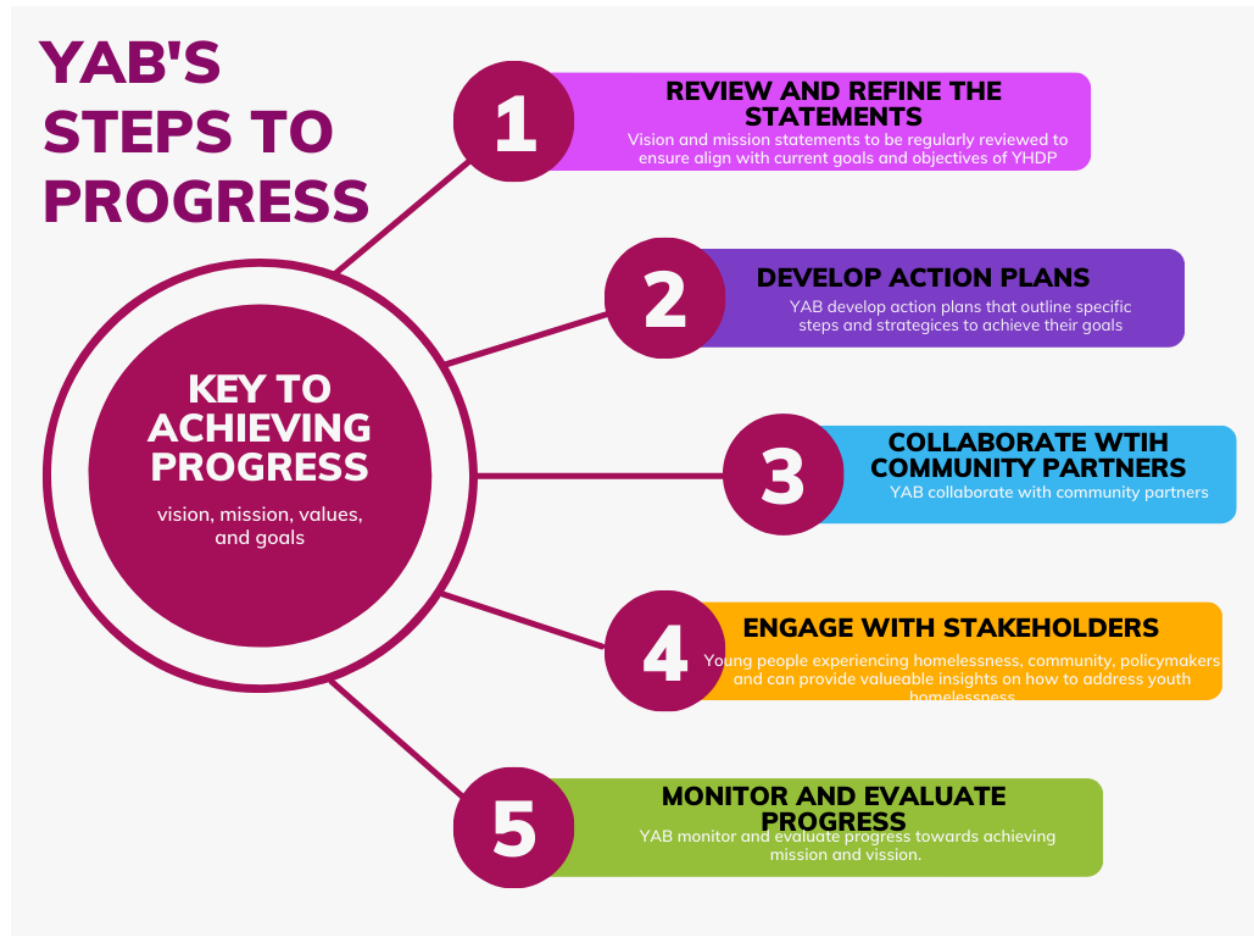 YAB'S
STEPS TO
PROGRESS
KEY TO
ACHIEVING
PROGRESS
vision, mission, values,
and goals
1
REVIEW AND REFINE THE
STATEMENTS
Vision and mission statements to be regularly reviewed to
ensure align with current goals and objectives of YHDP
2
DEVELOP ACTION PLANS
YAB develop action plans that outline specific
steps and strategices to achieve their goals
3
COLLABORATE WTIH
COMMUNITY PARTNERS
YAB collaborate with community partners
4
ENGAGE WITH STAKEHOLDERS
Young people experiencing homelessness, community, policymakers
and can provide valueable insights on how to address youth
homelessness
5
MONITOR AND EVALUATE
PROGRESS
YAB monitor and evaluate progress towards achieving
mission and vission.